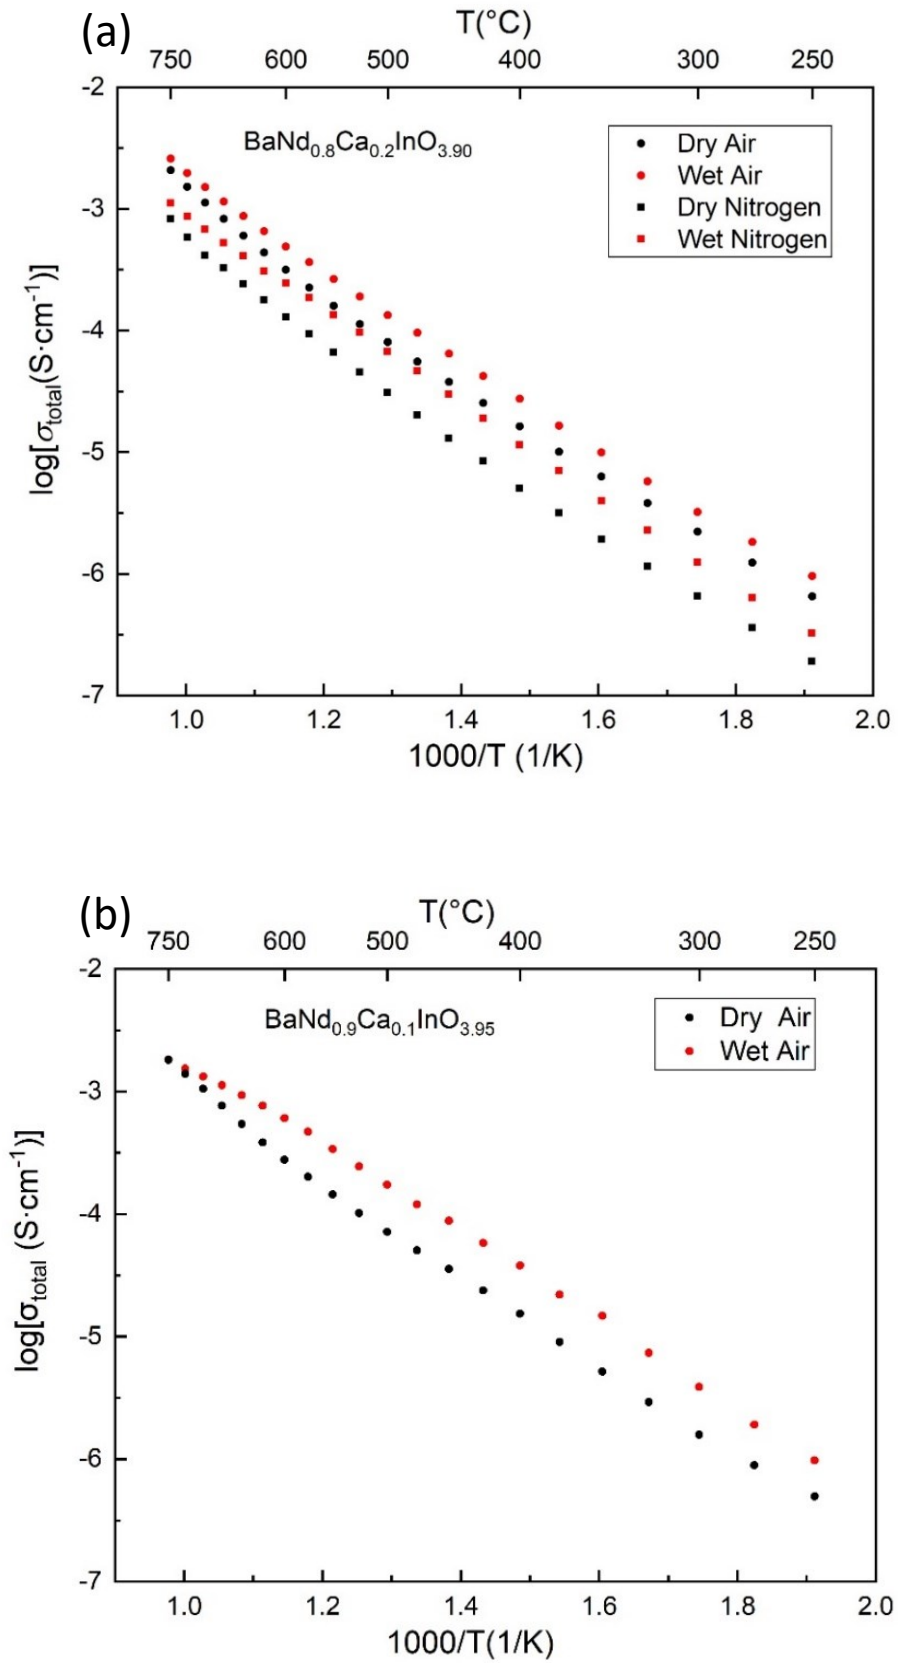 (a)
T(°C)
750 600 500 400 300 250
-2
BaNd0.8Ca0.2InO3.90
Dry Air
Wet Air
Dry Nitrogen
Wet Nitrogen
-3
-4
-5
-6
-7
log[σtotal(S·cm-1)]
1.0 1.2 1.4 1.6 1.8 2.0
1000/T (1/K)
(b)
T(°C)
750 600 500 400 300 250
-2
BaNd0.9Ca0.1InO3.95
Dry Air
Wet Air
-3
-4
-5
-6
-7
log[σtotal (S·cm-1)]
1.0 1.2 1.4 1.6 1.8 2.0
1000/T(1/K)